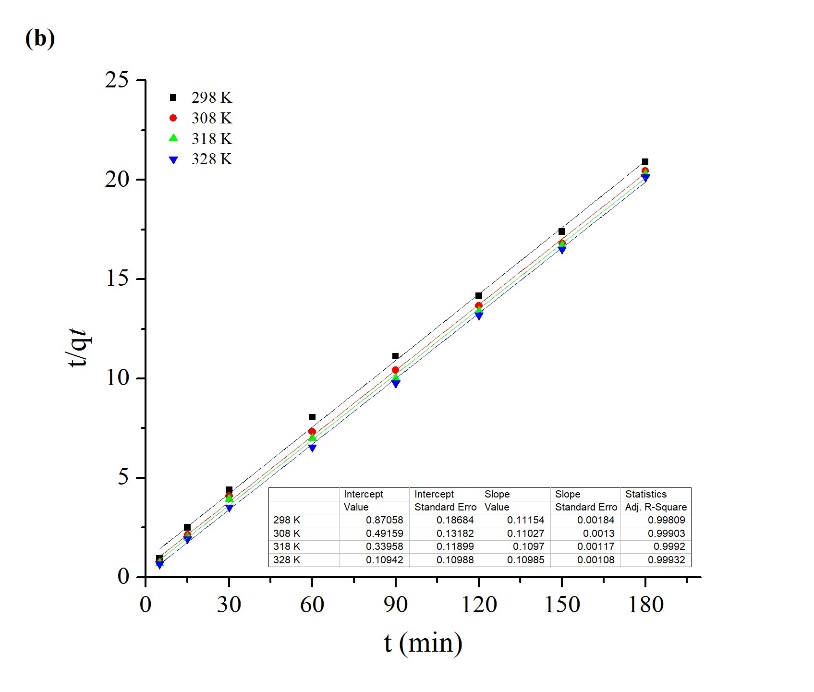 (b)
25
20
15
10
5
0
t/qt
298 K
308 K
318 K
328 K
Intercept Intercept Slope Slope Statistics
Value Standard Erro Value Standard Erro Adj. R-Square
298 K 0.87058 0.18684 0.11154 0.00184 0.99809
308 K 0.49159 0.13182 0.11027 0.0013 0.99903
318 K 0.33958 0.11899 0.1097 0.00117 0.9992
328 K 0.10942 0.10988 0.10985 0.00108 0.99932
0 30 60 90 120 150 180
t (min)